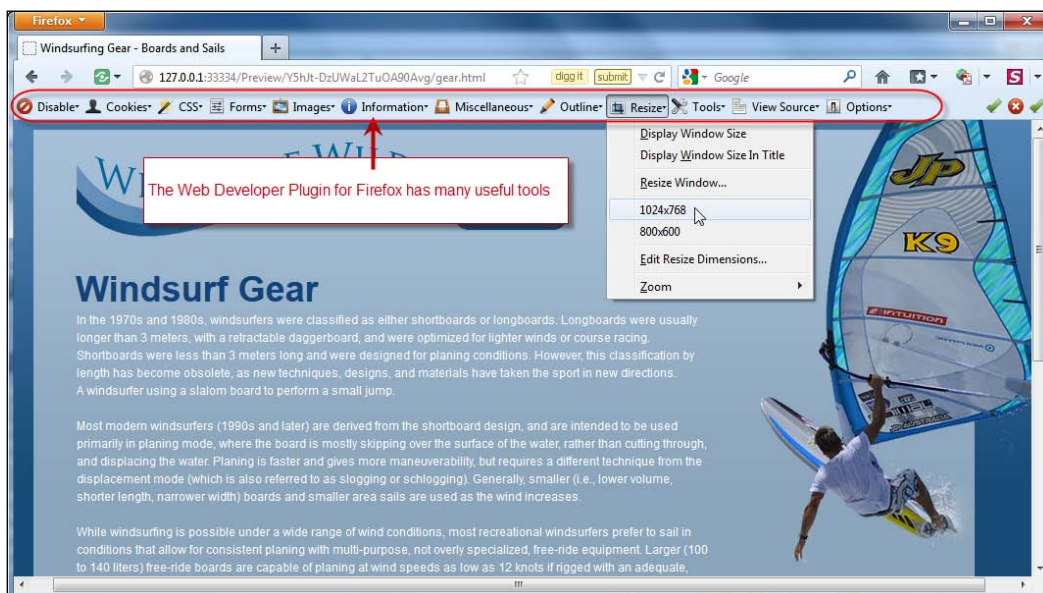 Firefox
Windsurfing Gear - Boards and Sails
127.0.0.1:33334/Preview/Y5hJt-DzUWaL2TuOA90Avg/gear.html
digg it
submit
Google
Disable
Cookies
CSS
Forms
Images
Information
Miscellaneous
Outline
Resize
Tools
View Source
Options
Display Window Size
Display Window Size In Title
Resize Window...
1024x768
800x600
Edit Resize Dimensions...
Zoom
The Web Developer Plugin for Firefox has many useful tools
JP
K9
INTUITION
Windsurf Gear
In the 1970s and 1980s, windsurfers were classified as either shortboards or longboards. Longboards were usually
longer than 3 meters, with a retractable daggerboard, and were optimized for lighter winds or course racing.
Shortboards were less than 3 meters long and were designed for planing conditions. However, this classification by
length has become obsolete, as new techniques, designs, and materials have taken the sport in new directions.
A windsurfer using a slalom board to perform a small jump.
Most modern windsurfers (1990s and later) are derived from the shortboard design, and are intended to be used
primarily in planing mode, where the board is mostly skipping over the surface of the water, rather than cutting through,
and displacing the water. Planing is faster and gives more maneuverability, but requires a different technique from the
displacement mode (which is also referred to as slogging or schlogging). Generally, smaller (i.e., lower volume,
shorter length, narrower width) boards and smaller area sails are used as the wind increases.
While windsurfing is possible under a wide range of wind conditions, most recreational windsurfers prefer to sail in
conditions that allow for consistent planing with multi-purpose, not overly specialized, free-ride equipment. Larger (100
to 140 liters) free-ride boards are capable of planing at wind speeds as low as 12 knots if rigged with an adequate,